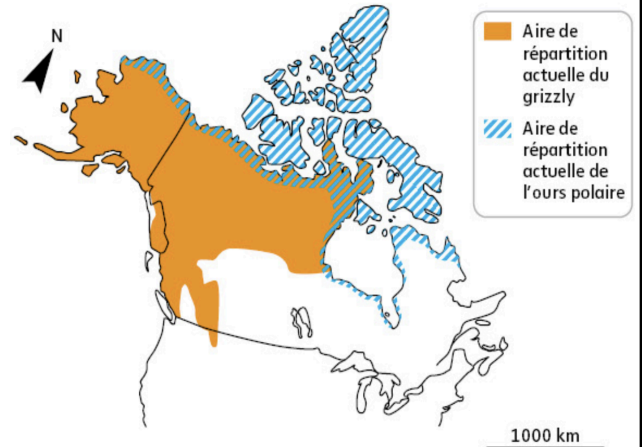 N
Aire de
répartition
actuelle du
grizzly
Aire de
répartition
actuelle de
l'ours polaire
1000 km